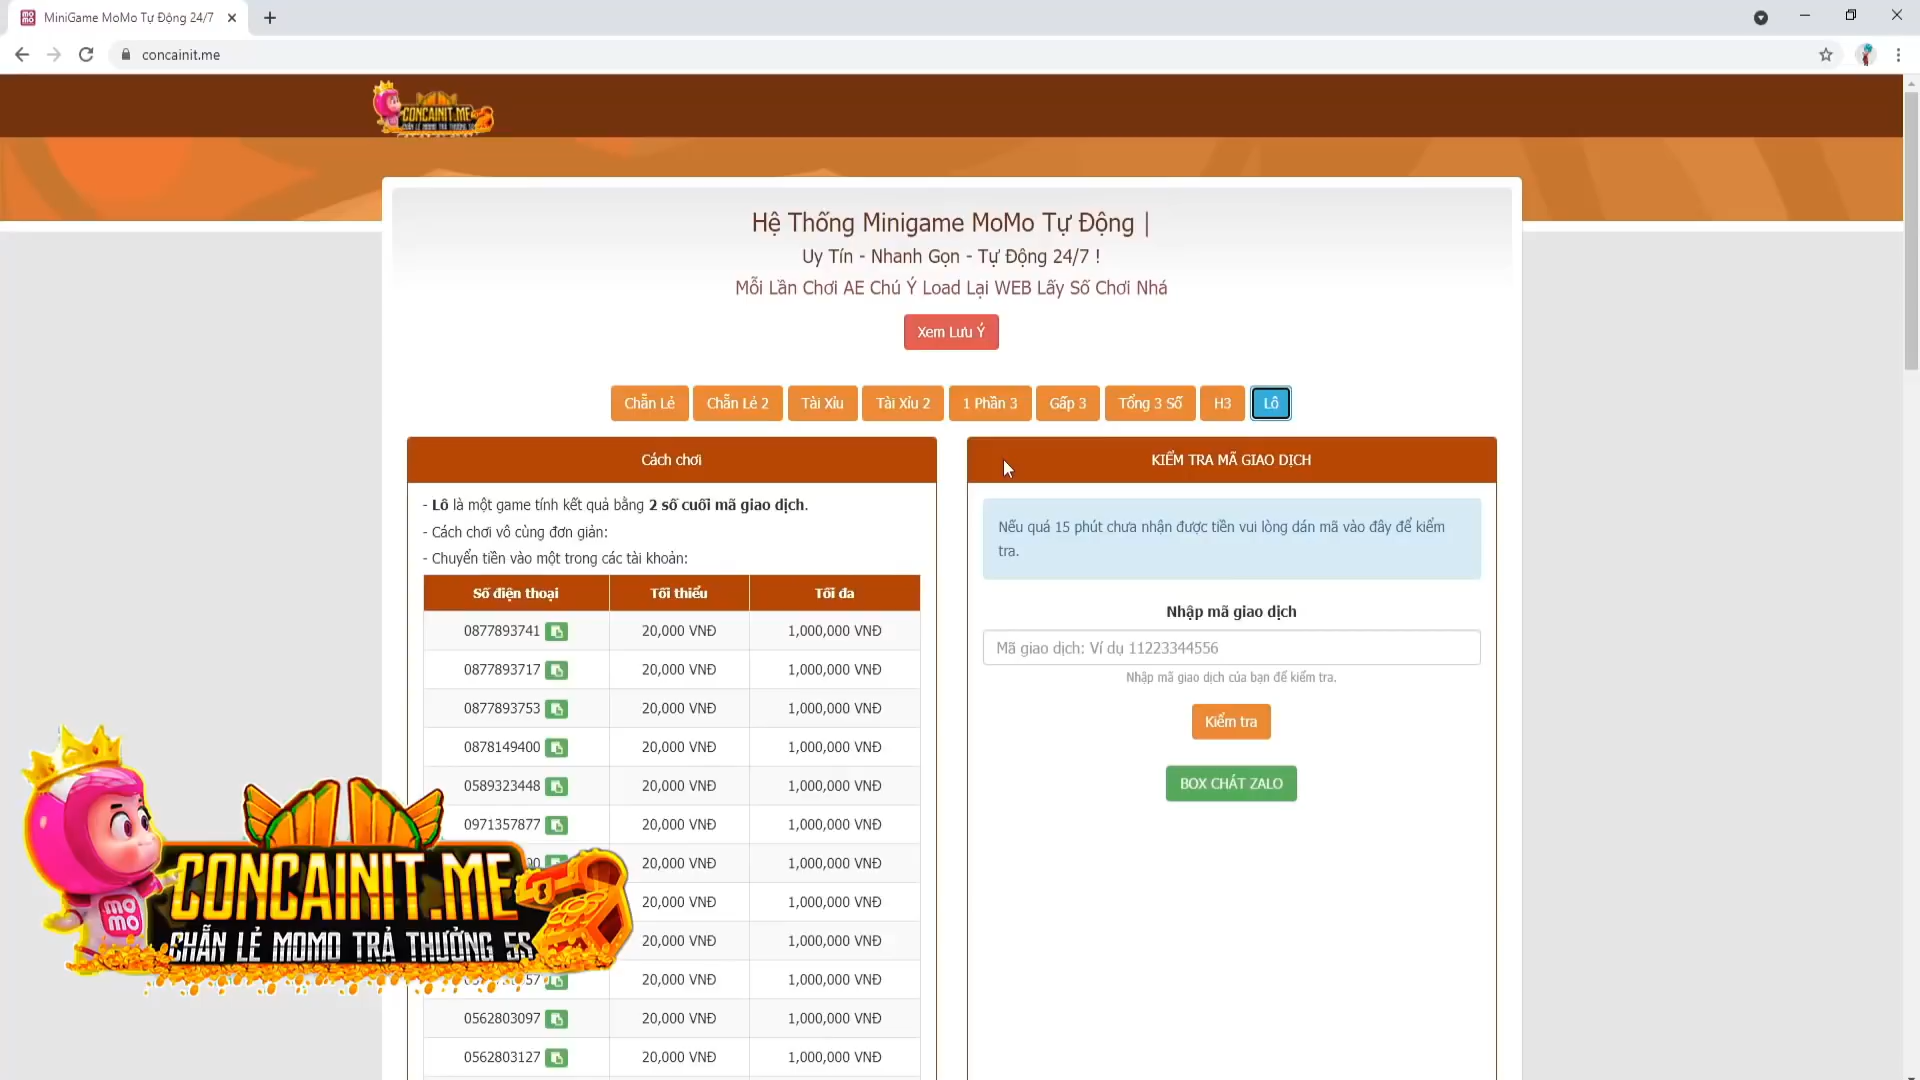 MiniGame MoMo Tự Động 24/7
concainit.me
CONCAINIT.ME
Hệ Thống Minigame MoMo Tự Động |
Uy Tín - Nhanh Gọn - Tự Động 24/7 !
Mỗi Lần Chơi AE Chú Ý Load Lại WEB Lấy Số Chơi Nhá
Xem Lưu Ý
Chẵn Lẻ Chẵn Lẻ 2 Tài Xỉu Tài Xỉu 2 1 Phần 3 Gấp 3 Tổng 3 Số H3 Lô
Cách chơi
- Lô là một game tính kết quả bằng 2 số cuối mã giao dịch.
- Cách chơi vô cùng đơn giản:
- Chuyển tiền vào một trong các tài khoản:
Số điện thoại Tối thiểu Tối đa
0877893741 20,000 VNĐ 1,000,000 VNĐ
0877893717 20,000 VNĐ 1,000,000 VNĐ
0877893753 20,000 VNĐ 1,000,000 VNĐ
0878149400 20,000 VNĐ 1,000,000 VNĐ
0589323448 20,000 VNĐ 1,000,000 VNĐ
0971357877 20,000 VNĐ 1,000,000 VNĐ
20,000 VNĐ 1,000,000 VNĐ
20,000 VNĐ 1,000,000 VNĐ
20,000 VNĐ 1,000,000 VNĐ
20,000 VNĐ 1,000,000 VNĐ
0562803097 20,000 VNĐ 1,000,000 VNĐ
0562803127 20,000 VNĐ 1,000,000 VNĐ
KIỂM TRA MÃ GIAO DỊCH
Nếu quá 15 phút chưa nhận được tiền vui lòng dán mã vào đây để kiểm
tra.
Nhập mã giao dịch
Mã giao dịch: Ví dụ 11223344556
Nhập mã giao dịch của bạn để kiểm tra.
Kiểm tra
BOX CHÁT ZALO
mo
mo
CONCAINIT.ME
CHẴN LẺ MOMO TRẢ THƯỞNG 5S